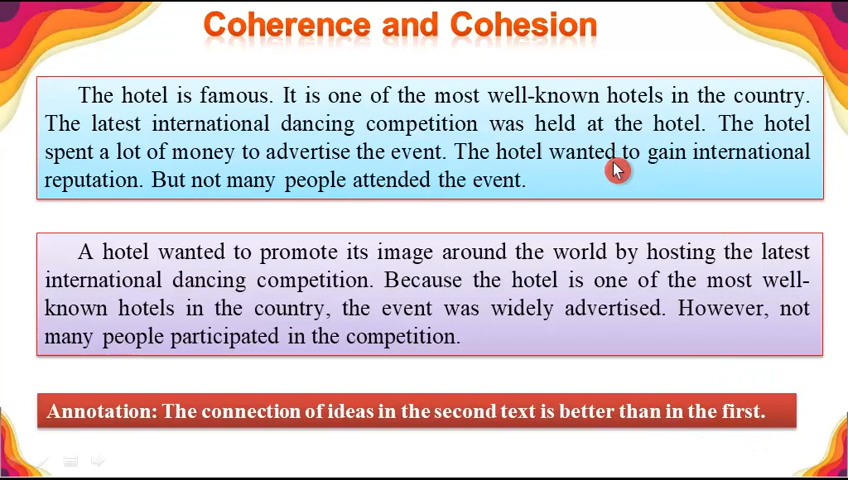 Coherence and Cohesion
The hotel is famous. It is one of the most well-known hotels in the country.
The latest international dancing competition was held at the hotel. The hotel
spent a lot of money to advertise the event. The hotel wanted to gain international
reputation. But not many people attended the event.
A hotel wanted to promote its image around the world by hosting the latest
international dancing competition. Because the hotel is one of the most well-
known hotels in the country, the event was widely advertised. However, not
many people participated in the competition.
Annotation: The connection of ideas in the second text is better than in the first.